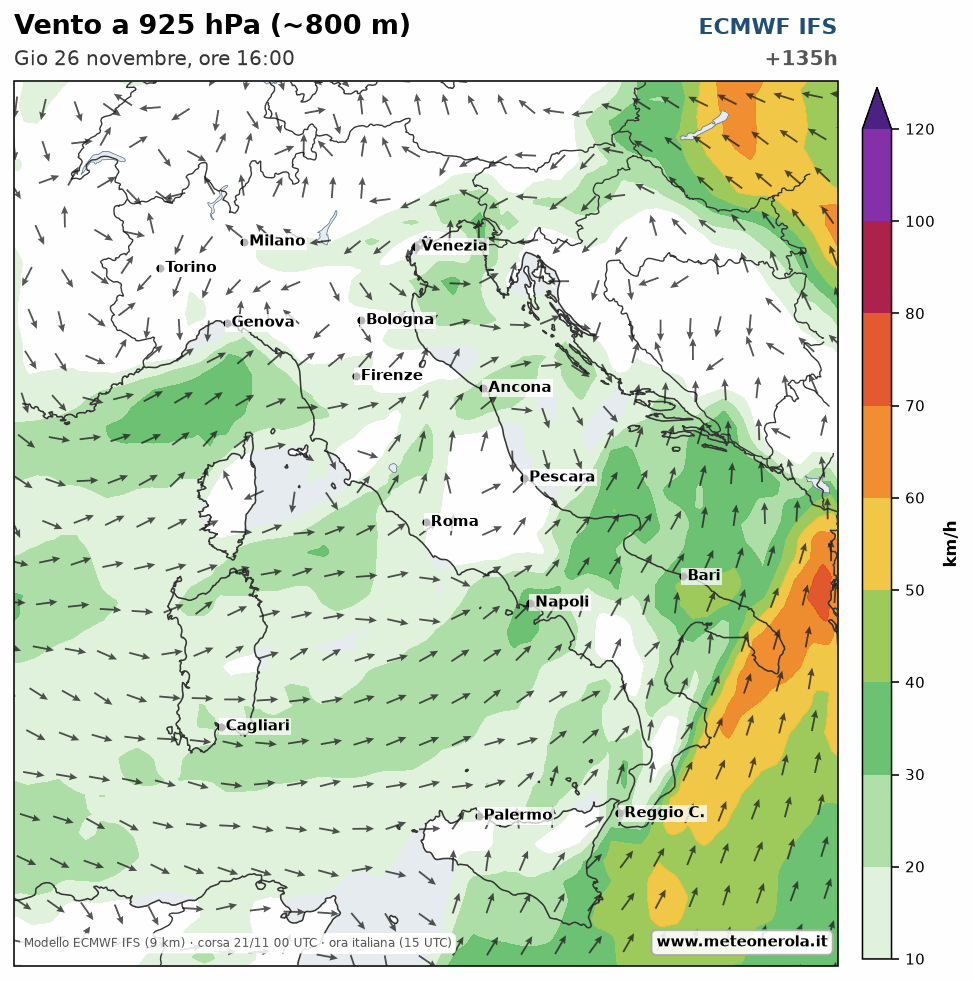 Vento a 925 hPa (~800 m)
ECMWF IFS
Gio 26 novembre, ore 16:00
+135h
Milano
Venezia
Torino
Genova
Bologna
Firenze
Ancona
Pescara
Roma
Bari
Napoli
Cagliari
Palermo
Reggio C.
120
100
80
70
60
50
40
30
20
10
km/h
Modello ECMWF IFS (9 km) · corsa 21/11 00 UTC · ora italiana (15 UTC)
www.meteonerola.it